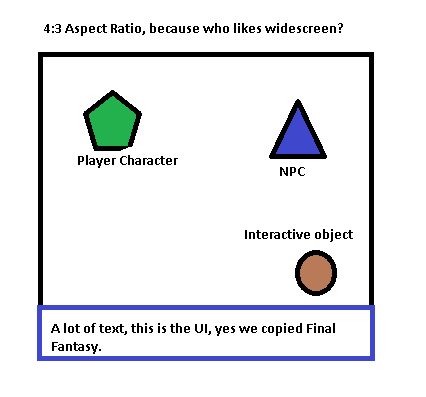 4:3 Aspect Ratio, because who likes widescreen?
Player Character
NPC
Interactive object
A lot of text, this is the UI, yes we copied Final
Fantasy.